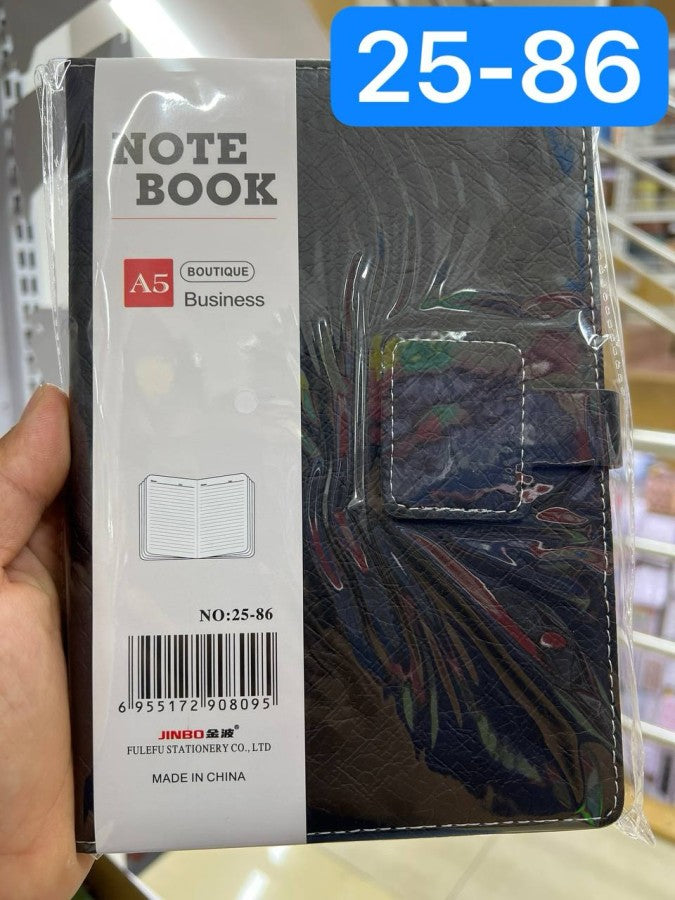 25-86
NOTE
BOOK
A5
BOUTIQUE
Business
NO:25-86
6 955172 908095
JINBO金波®
FULEFU STATIONERY CO., LTD
MADE IN CHINA